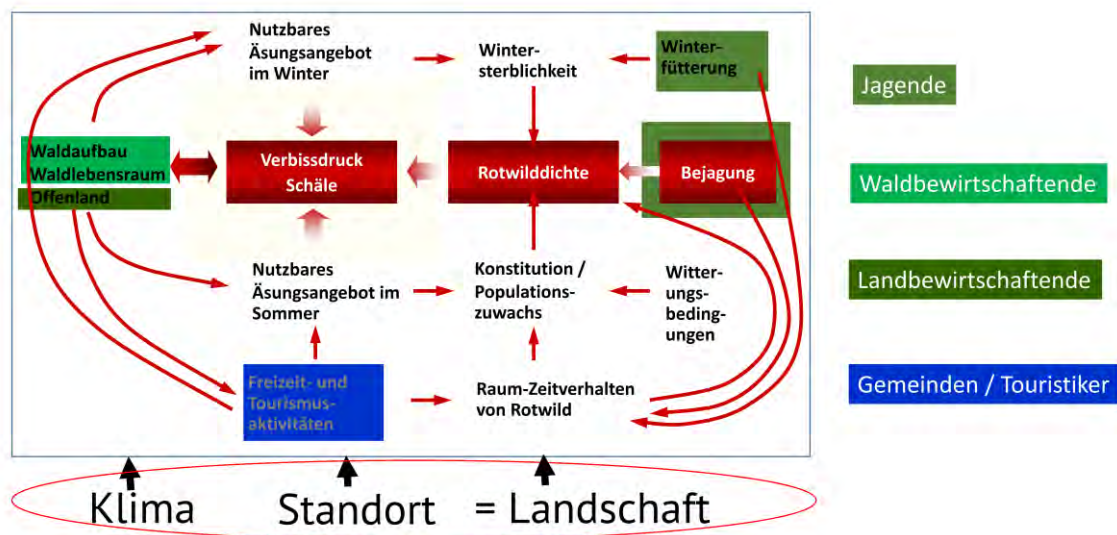 Nutzbares
Äsungsangebot
im Winter
Winter-
sterblichkeit
Winter-
fütterung
Jagende
Waldaufbau
Waldlebensraum
Offenland
Verbissdruck
Schäle
Rotwilddichte
Bejagung
Waldbewirtschaftende
Nutzbares
Äsungsangebot im
Sommer
Konstitution /
Populations-
zuwachs
Witter-
ungs-
beding-
ungen
Landbewirtschaftende
Freizeit- und
Tourismus-
aktivitäten
Raum-Zeitverhalten
von Rotwild
Gemeinden / Touristiker
Klima Standort = Landschaft